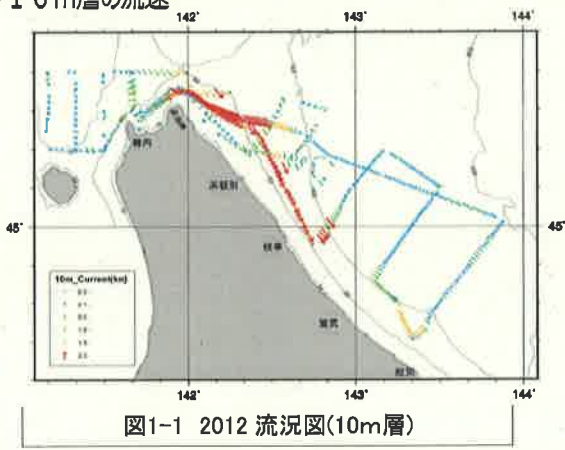 10m層の流速
142° 143° 144°
稚内
浜頓別
枝幸
45° 45°
10m_Current(kn)
雄武
紋別
142° 143° 144°
図1-1 2012 流況図(10m層)